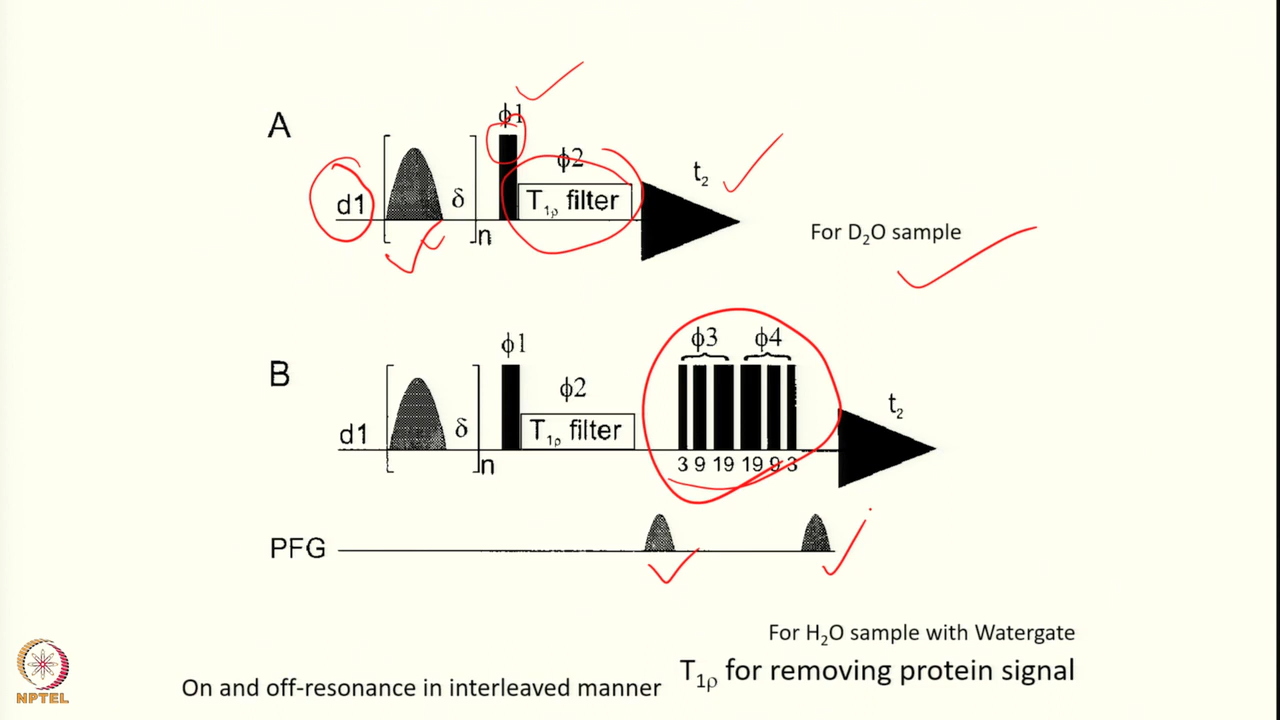 A
ϕ1
ϕ2
d1
δ
n
T₁ρ filter
t₂
For D₂O sample
B
ϕ1
ϕ2
ϕ3 ϕ4
d1
δ
n
T₁ρ filter
3 9 19 19 9 3
t₂
PFG
For H₂O sample with Watergate
T₁ρ for removing protein signal
On and off-resonance in interleaved manner
NPTEL